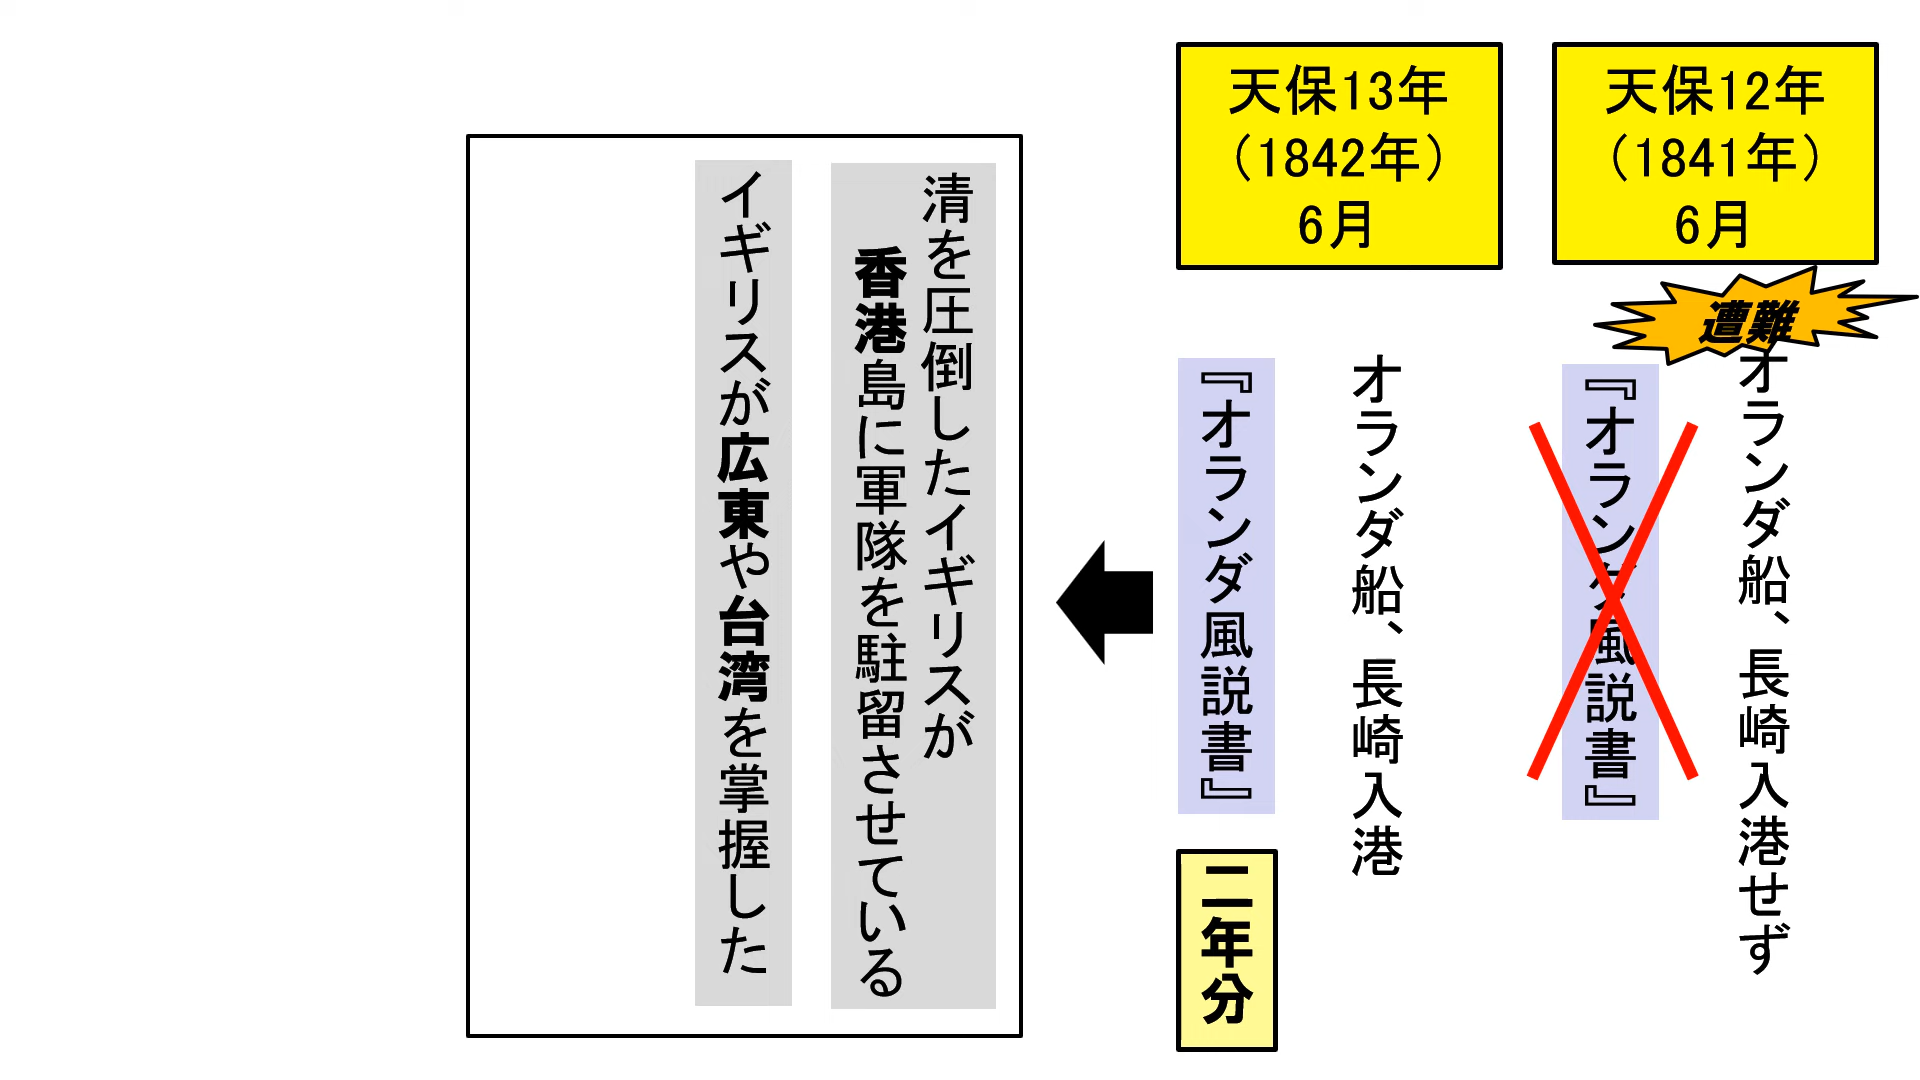 天保12年
（1841年）
6月
遭難
オランダ船、長崎入港せず
『オランダ風説書』
天保13年
（1842年）
6月
オランダ船、長崎入港
『オランダ風説書』
二年分
清を圧倒したイギリスが
香港島に軍隊を駐留させている
イギリスが広東や台湾を掌握した